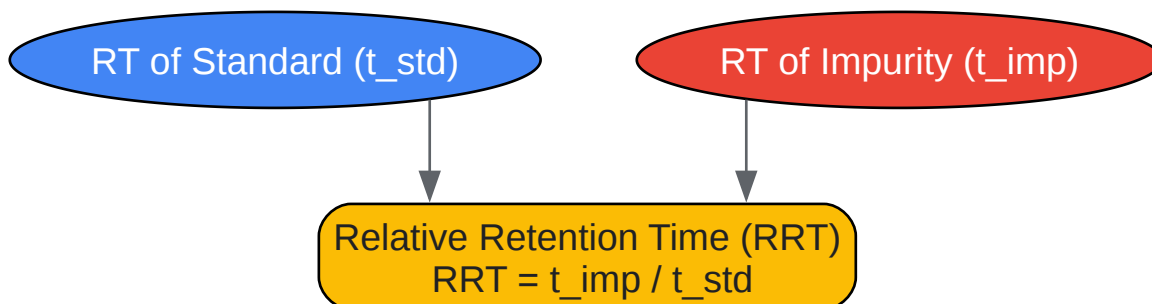 RT of Standard (t_std)
RT of Impurity (t_imp)
Relative Retention Time (RRT)
RRT = t_imp / t_std